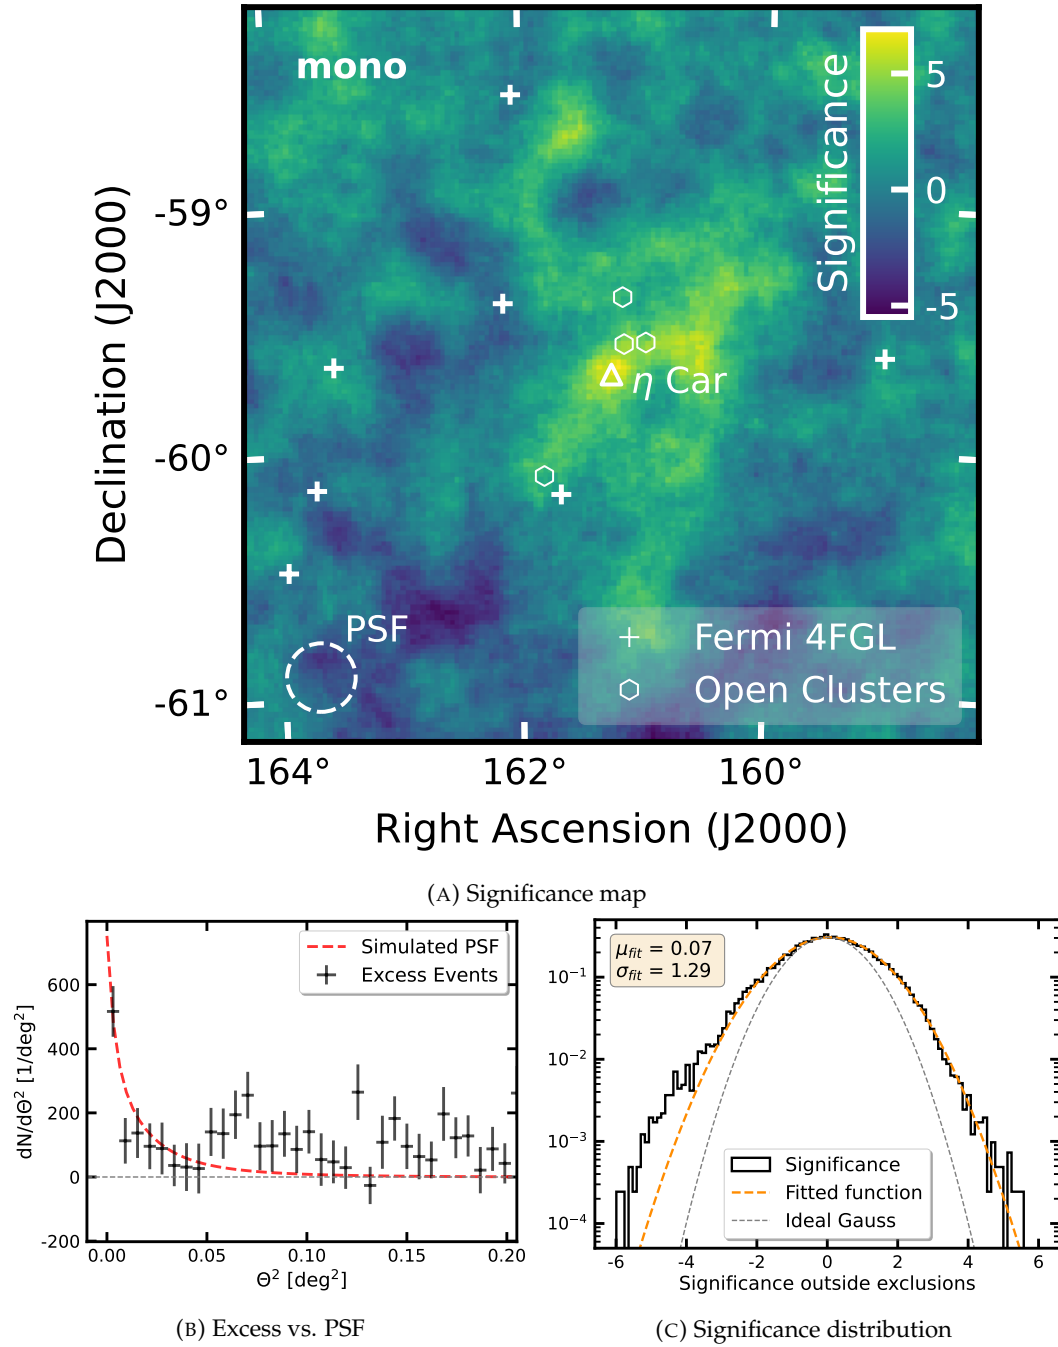 mono
Significance
5
0
-5
-59°
-60°
-61°
Declination (J2000)
η Car
PSF
Fermi 4FGL
Open Clusters
164°
162°
160°
Right Ascension (J2000)
(A) Significance map
dN/dΘ² [1/deg²]
600
400
200
0
-200
Simulated PSF
Excess Events
0.00
0.05
0.10
0.15
0.20
Θ² [deg²]
(B) Excess vs. PSF
μfit = 0.07
σfit = 1.29
10⁻¹
10⁻²
10⁻³
10⁻⁴
Significance
Fitted function
Ideal Gauss
-6
-4
-2
0
2
4
6
Significance outside exclusions
(C) Significance distribution